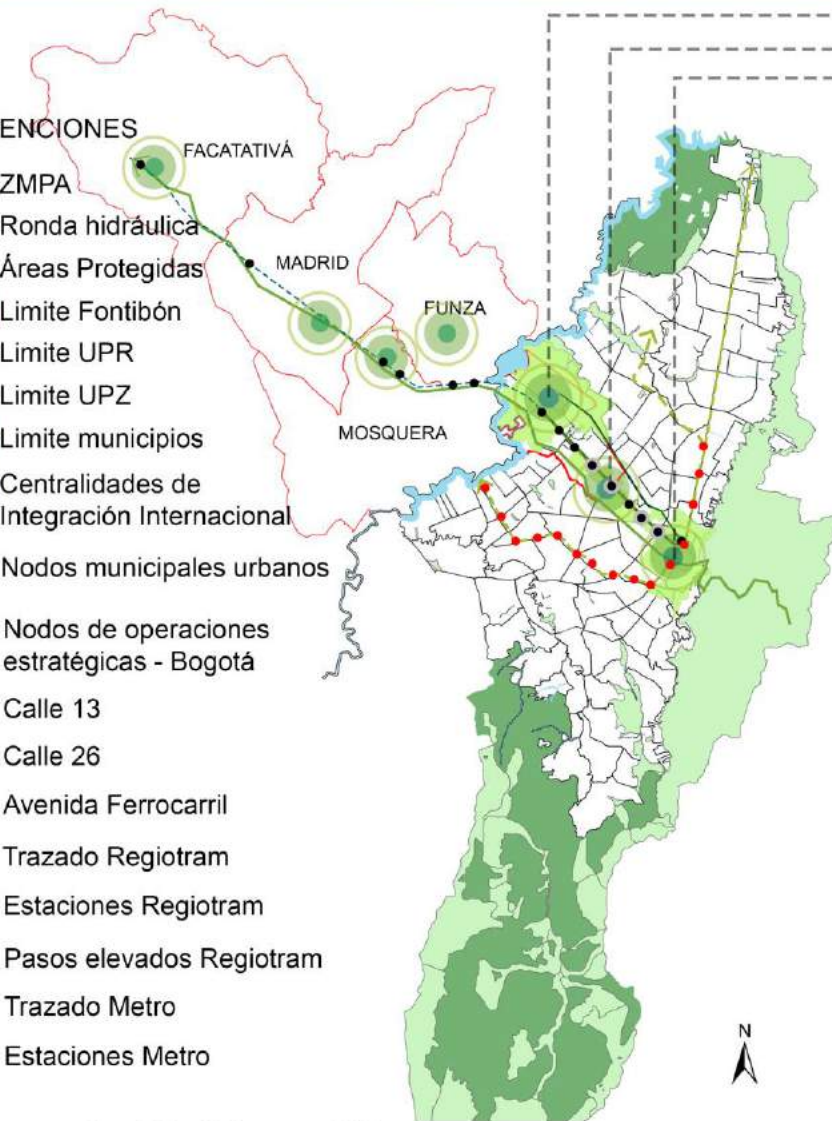 ENCIONES
ZMPA
Ronda hidráulica
Áreas Protegidas
Limite Fontibón
Limite UPR
Limite UPZ
Limite municipios
Centralidades de
Integración Internacional
Nodos municipales urbanos
Nodos de operaciones
estratégicas - Bogotá
Calle 13
Calle 26
Avenida Ferrocarril
Trazado Regiotram
Estaciones Regiotram
Pasos elevados Regiotram
Trazado Metro
Estaciones Metro
FACATATIVÁ
MADRID
FUNZA
MOSQUERA
N